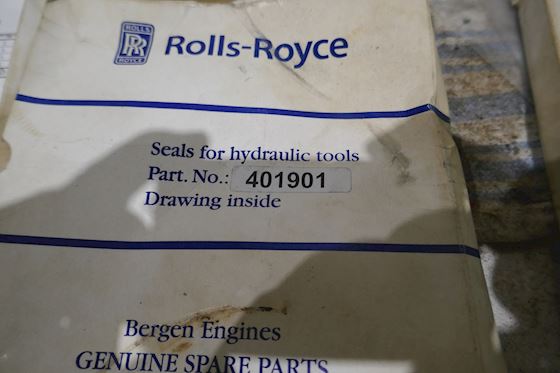 ROLLS
RR
ROYCE
Rolls-Royce
Seals for hydraulic tools
Part. No.: 401901
Drawing inside
Bergen Engines
GENUINE SPARE PARTS